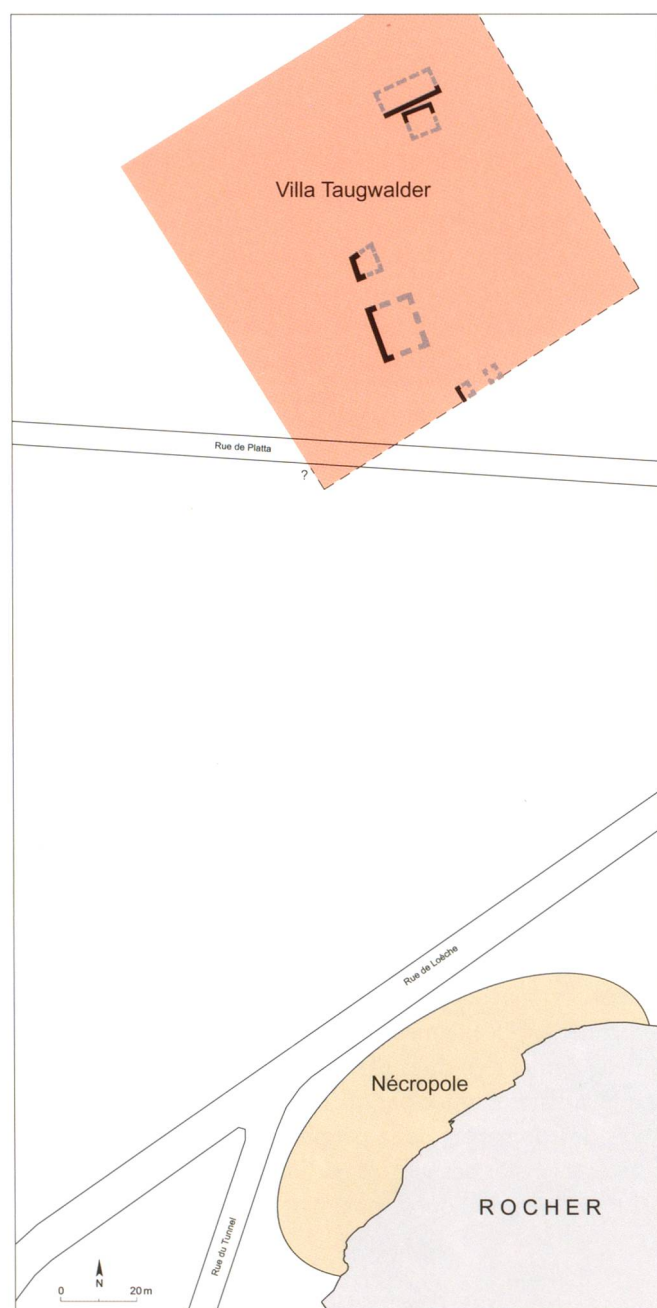 Villa Taugwalder
Rue de Platta
?
Rue de Loèche
Nécropole
ROCHER
Rue du Tunnel
N
0 20 m